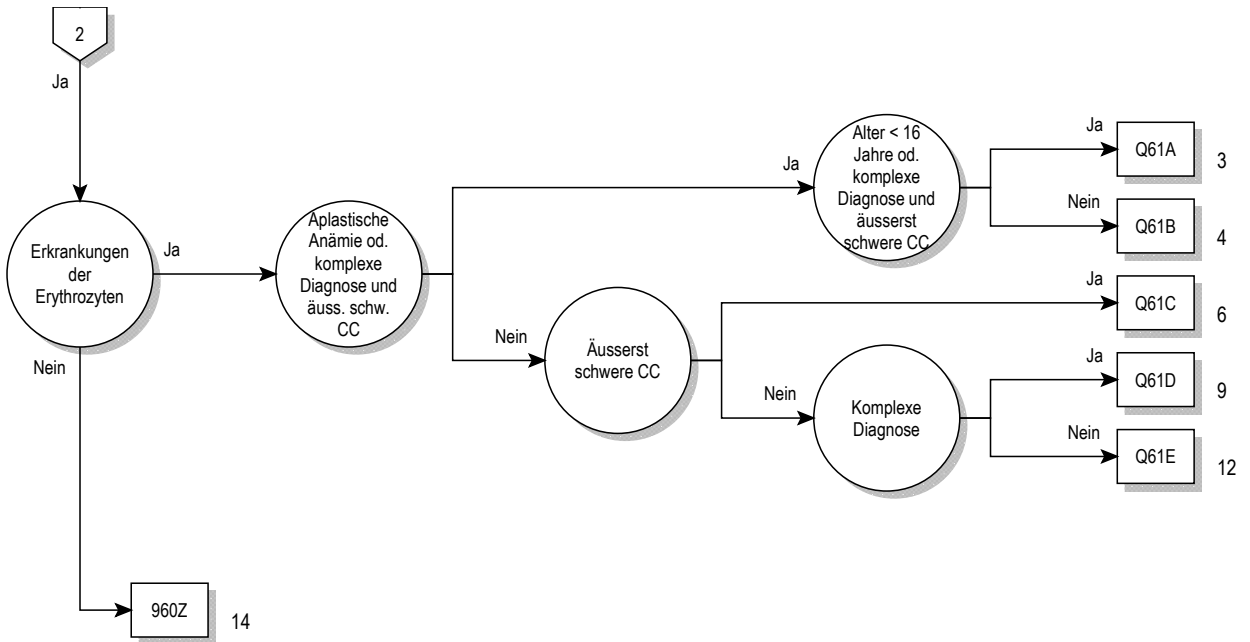 2
Ja
Erkrankungen
der
Erythrozyten
Ja
Nein
Aplastische
Anämie od.
komplexe
Diagnose und
äuss. schw.
CC
Ja
Nein
Alter < 16
Jahre od.
komplexe
Diagnose und
äusserst
schwere CC
Ja
Q61A
3
Nein
Q61B
4
Äusserst
schwere CC
Ja
Q61C
6
Nein
Komplexe
Diagnose
Ja
Q61D
9
Nein
Q61E
12
960Z
14